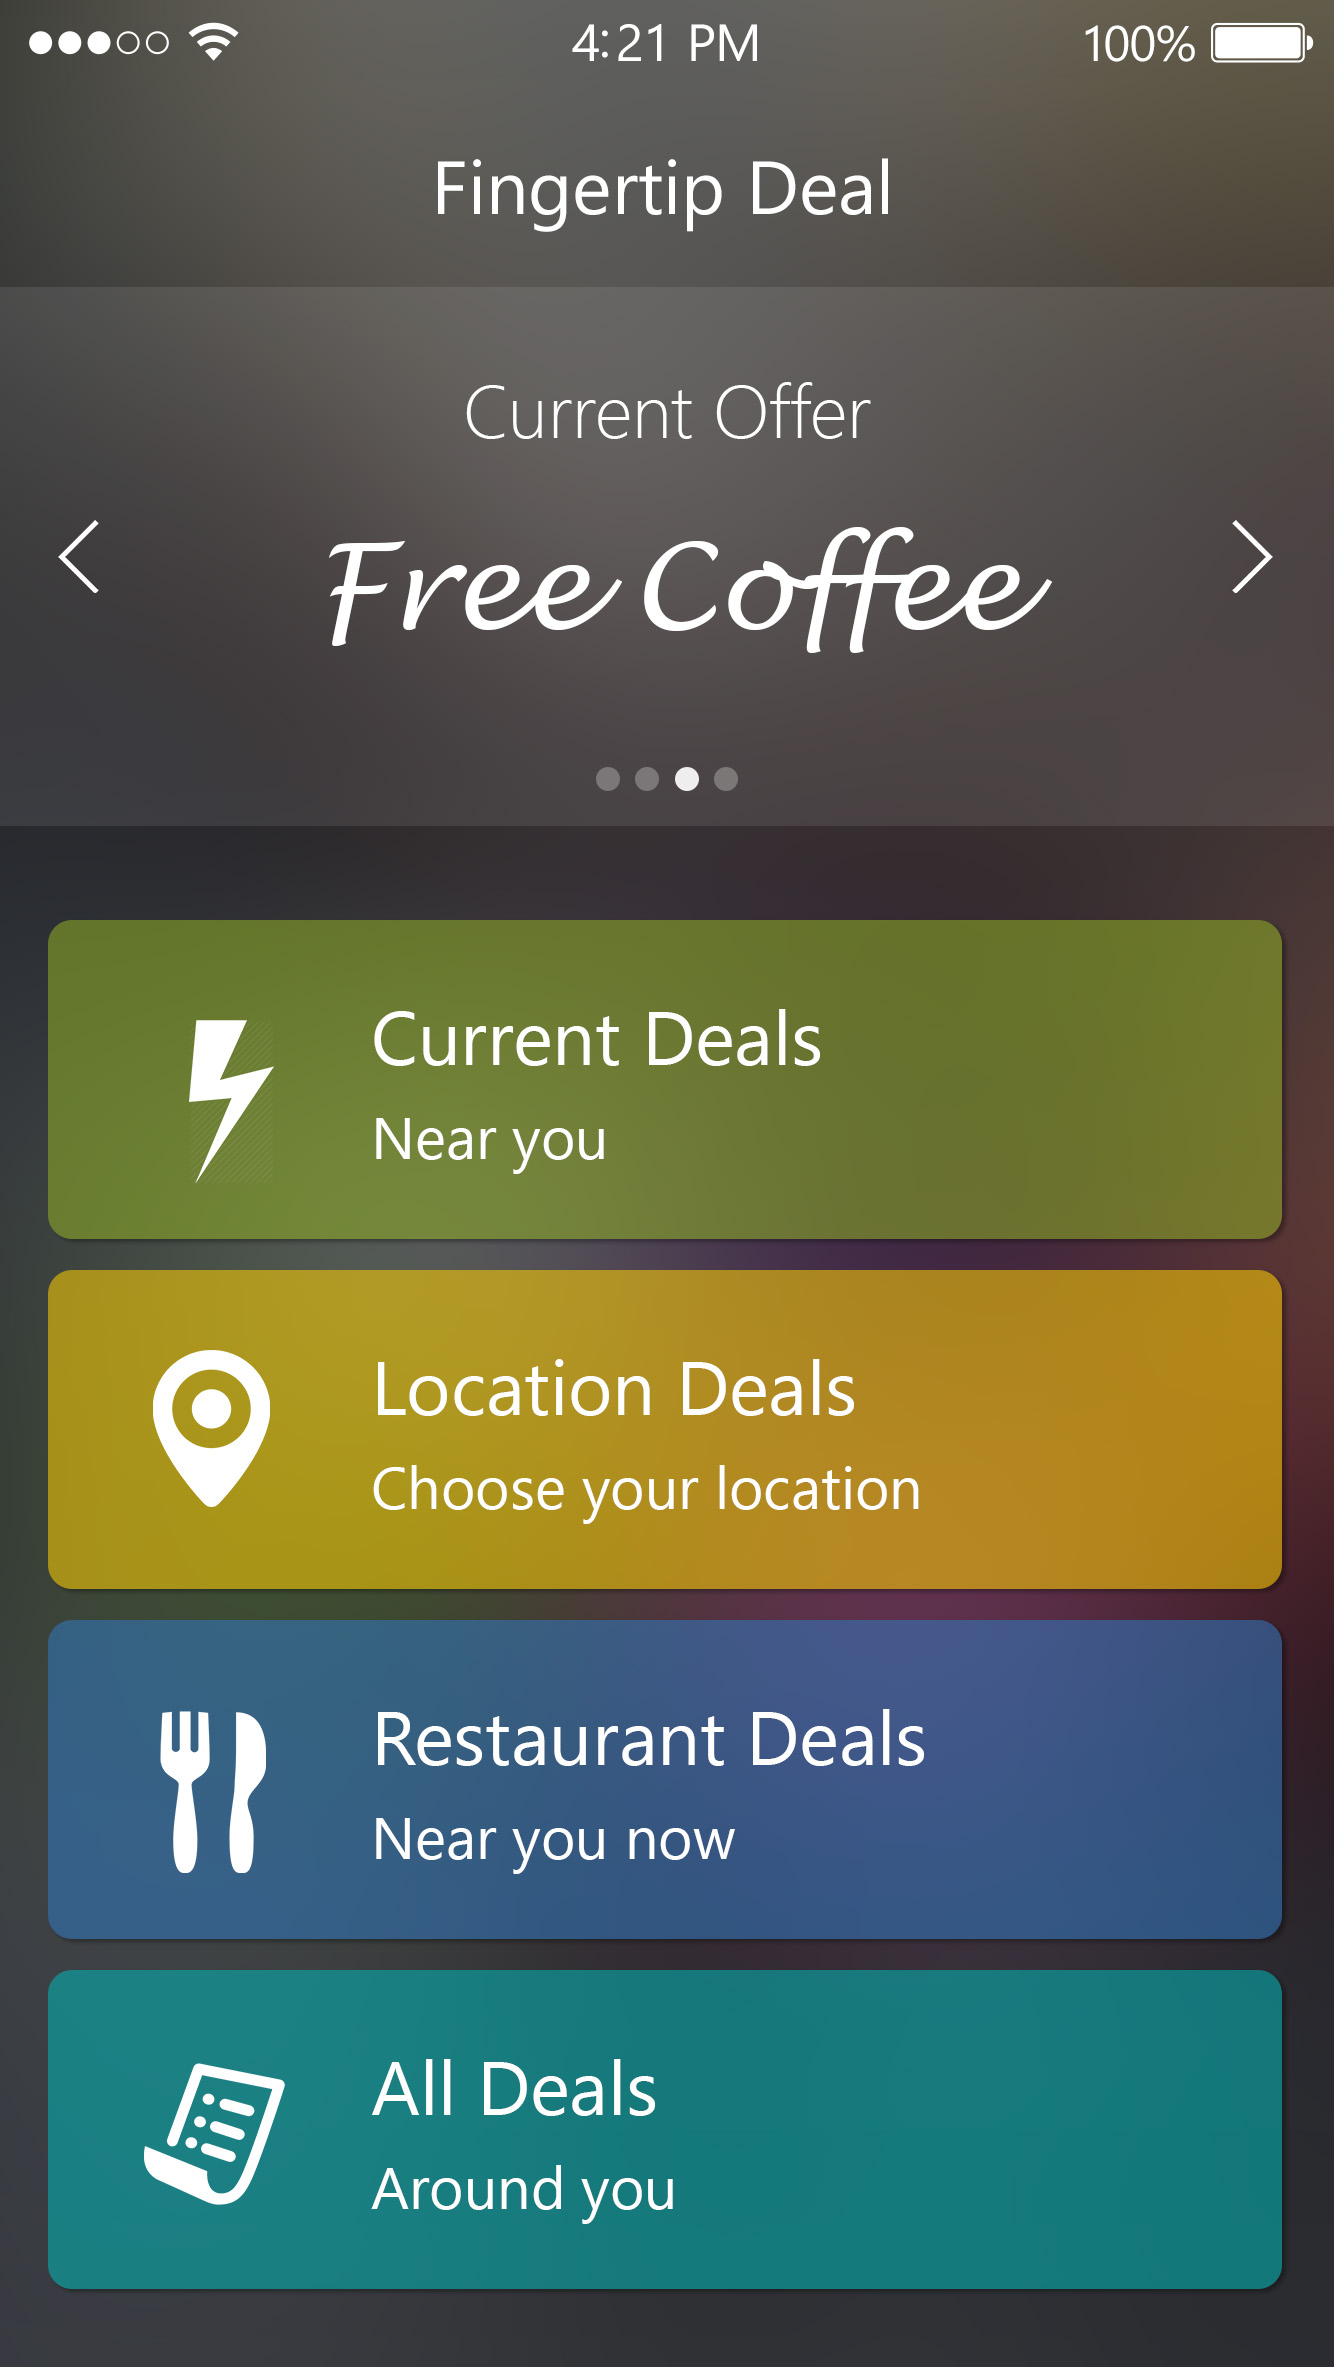 4:21 PM 100%
Fingertip Deal
Current Offer
Free Coffee
Current Deals
Near you
Location Deals
Choose your location
Restaurant Deals
Near you now
All Deals
Around you